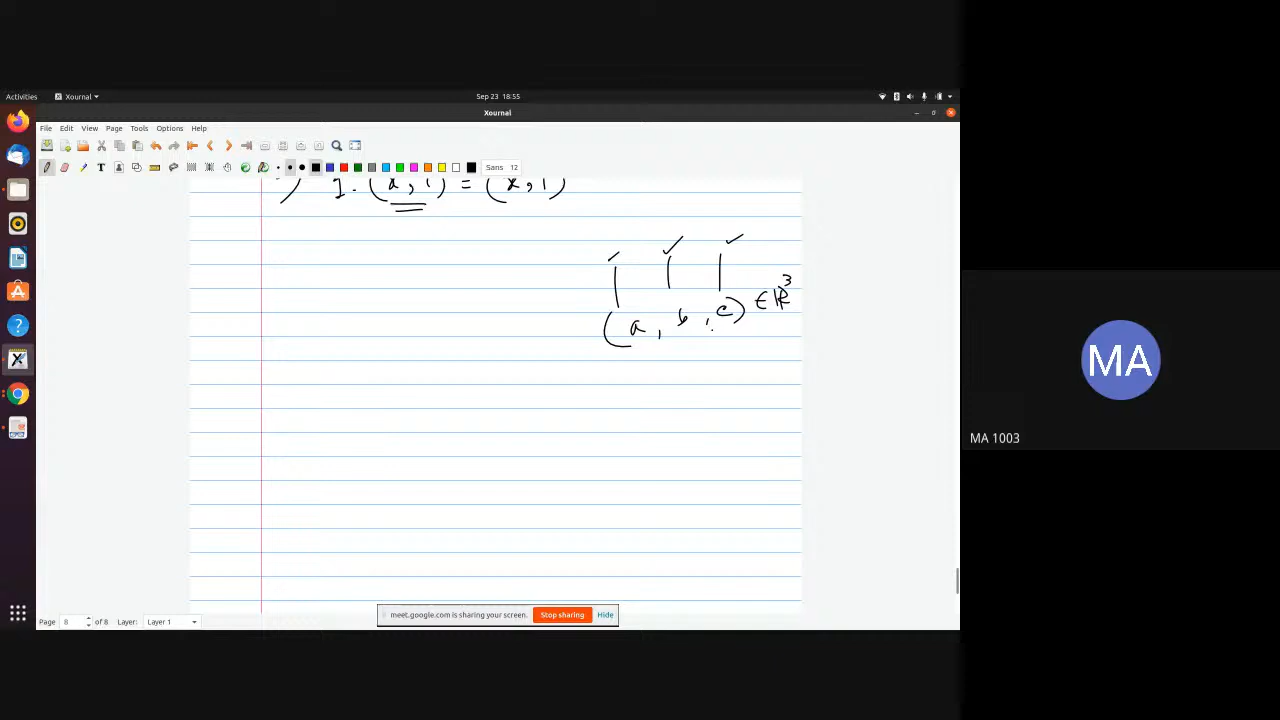 Activities Xournal Sep 23 18.55
Xournal
File Edit View Page Tools Options Help
Sans 12
) 1. (x, 1) = (x, 1)
(a, b, c) ∈ ℝ³
MA
MA 1003
meet.google.com is sharing your screen. Stop sharing Hide
Page 8 of 8 Layer: Layer 1